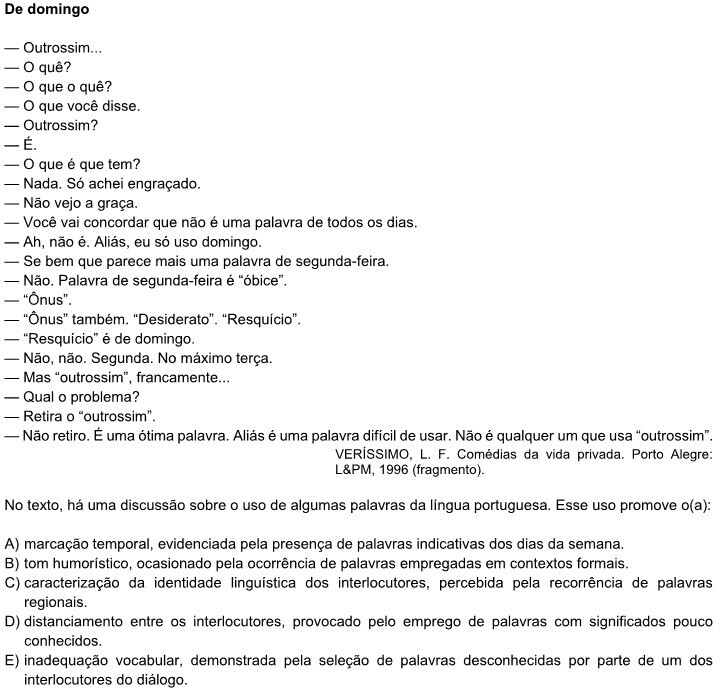 De domingo
— Outrossim...
— O quê?
— O que o quê?
— O que você disse.
— Outrossim?
— É.
— O que é que tem?
— Nada. Só achei engraçado.
— Não vejo a graça.
— Você vai concordar que não é uma palavra de todos os dias.
— Ah, não é. Aliás, eu só uso domingo.
— Se bem que parece mais uma palavra de segunda-feira.
— Não. Palavra de segunda-feira é “óbice”.
— “Ônus”.
— “Ônus” também. “Desiderato”. “Resquício”.
— “Resquício” é de domingo.
— Não, não. Segunda. No máximo terça.
— Mas “outrossim”, francamente...
— Qual o problema?
— Retira o “outrossim”.
— Não retiro. É uma ótima palavra. Aliás é uma palavra difícil de usar. Não é qualquer um que usa “outrossim”.
VERÍSSIMO, L. F. Comédias da vida privada. Porto Alegre:
L&PM, 1996 (fragmento).
No texto, há uma discussão sobre o uso de algumas palavras da língua portuguesa. Esse uso promove o(a):
A) marcação temporal, evidenciada pela presença de palavras indicativas dos dias da semana.
B) tom humorístico, ocasionado pela ocorrência de palavras empregadas em contextos formais.
C) caracterização da identidade linguística dos interlocutores, percebida pela recorrência de palavras
regionais.
D) distanciamento entre os interlocutores, provocado pelo emprego de palavras com significados pouco
conhecidos.
E) inadequação vocabular, demonstrada pela seleção de palavras desconhecidas por parte de um dos
interlocutores do diálogo.